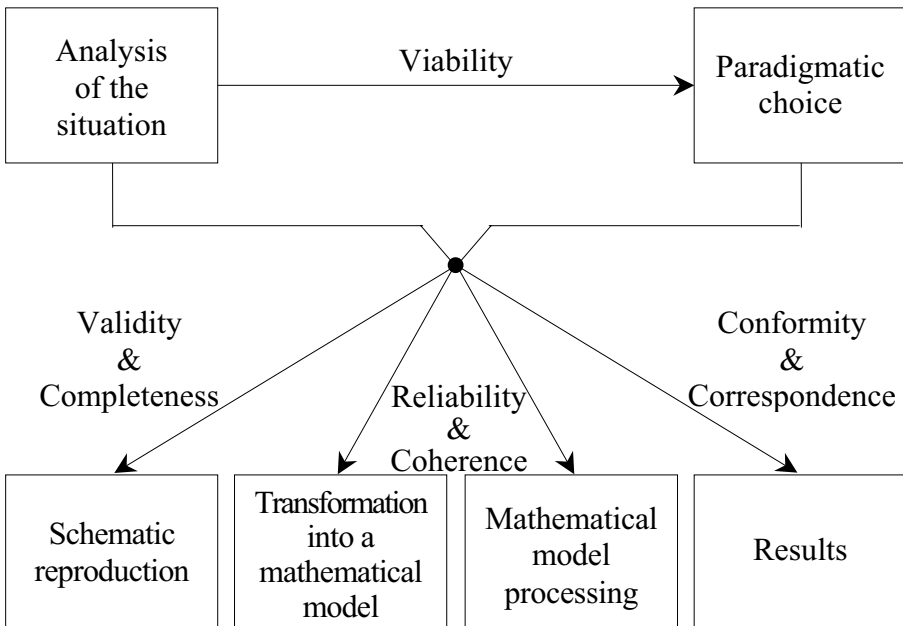 Analysis
of the
situation
Viability
Paradigmatic
choice
Validity
&
Completeness
Reliability
&
Coherence
Conformity
&
Correspondence
Schematic
reproduction
Transformation
into a
mathematical
model
Mathematical
model
processing
Results